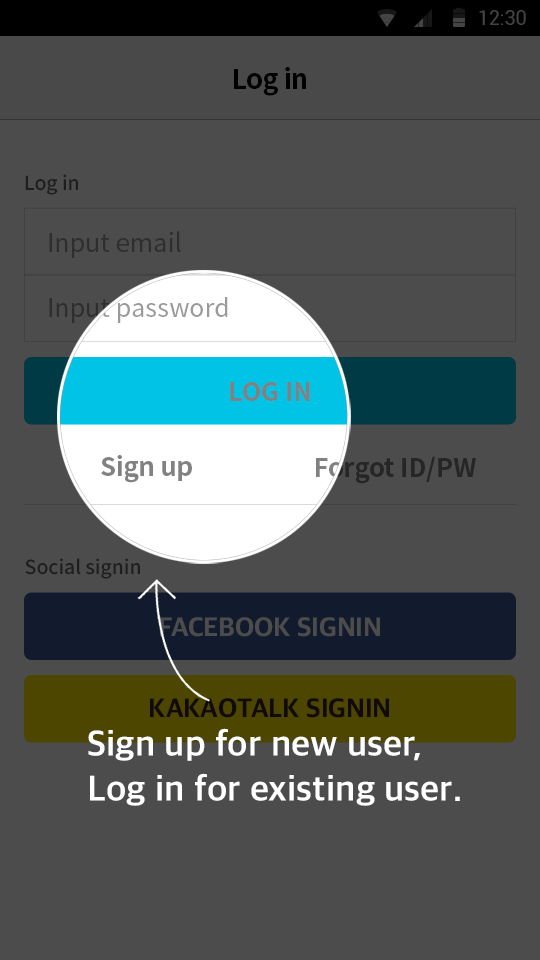 12:30
Log in
Log in
Input email
Input password
LOG IN
Sign up Forgot ID/PW
Social signin
FACEBOOK SIGNIN
KAKAOTALK SIGNIN
Sign up for new user,
Log in for existing user.